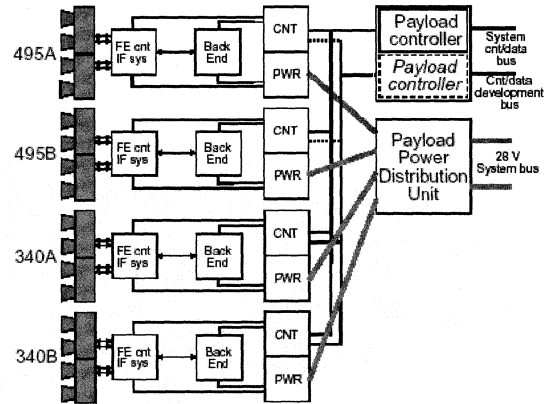 495A
FE cnt
IF sys
Back
End
CNT
PWR
Payload
controller
Payload
controller
System
cnt/data
bus
Cnt/data
development
bus
495B
FE cnt
IF sys
Back
End
CNT
PWR
Payload
Power
Distribution
Unit
28 V
System bus
340A
FE cnt
IF sys
Back
End
CNT
PWR
340B
FE cnt
IF sys
Back
End
CNT
PWR